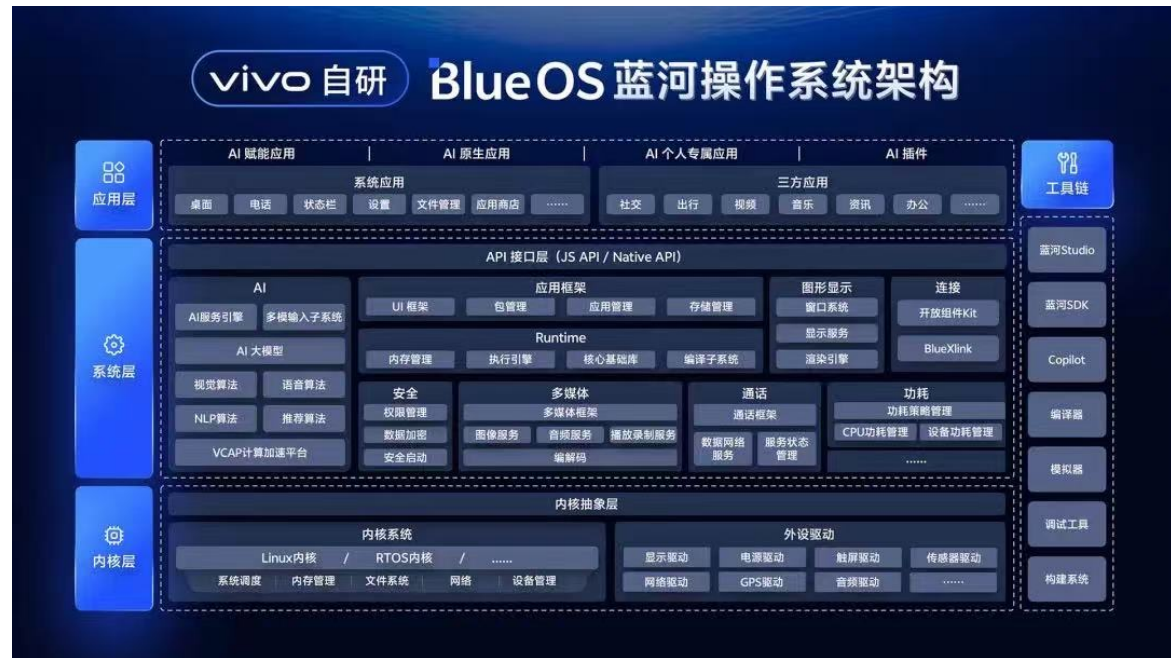 vivo 自研 BlueOS 蓝河操作系统架构
应用层
AI 赋能应用 | AI 原生应用 | AI 个人专属应用 | AI 插件
系统应用
桌面 电话 状态栏 设置 文件管理 应用商店 ……
三方应用
社交 出行 视频 音乐 资讯 办公 ……
系统层
API 接口层（JS API / Native API）
AI
AI服务引擎 多模输入子系统
AI 大模型
视觉算法 语音算法
NLP算法 推荐算法
VCAP计算加速平台
应用框架
UI 框架 包管理 应用管理 存储管理
Runtime
内存管理 执行引擎 核心基础库 编译子系统
图形显示
窗口系统
显示服务
渲染引擎
连接
开放组件Kit
BlueXlink
安全
权限管理
数据加密
安全启动
多媒体
多媒体框架
图像服务 音频服务 播放录制服务
编解码
通话
通话框架
数据网络服务 服务状态管理
功耗
功耗策略管理
CPU功耗管理 设备功耗管理
……
内核层
内核抽象层
内核系统
Linux内核 / RTOS内核 / ……
系统调度 内存管理 文件系统 网络 设备管理
外设驱动
显示驱动 电源驱动 触屏驱动 传感器驱动
网络驱动 GPS驱动 音频驱动 ……
工具链
蓝河Studio
蓝河SDK
Copilot
编译器
模拟器
调试工具
构建系统